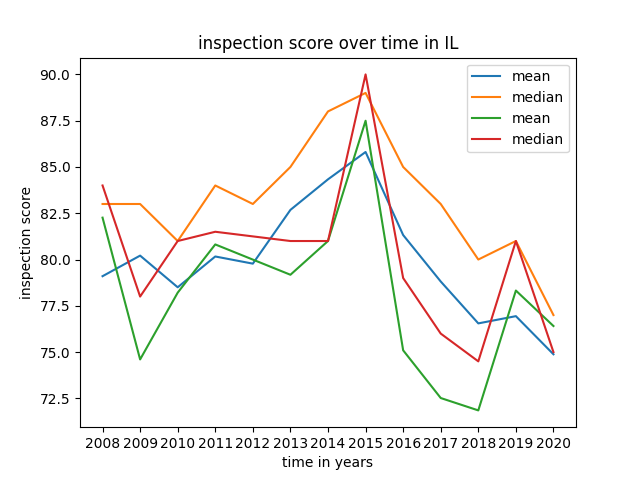 inspection score over time in IL
mean
median
mean
median
90.0
87.5
85.0
82.5
80.0
77.5
75.0
72.5
inspection score
2008 2009 2010 2011 2012 2013 2014 2015 2016 2017 2018 2019 2020
time in years